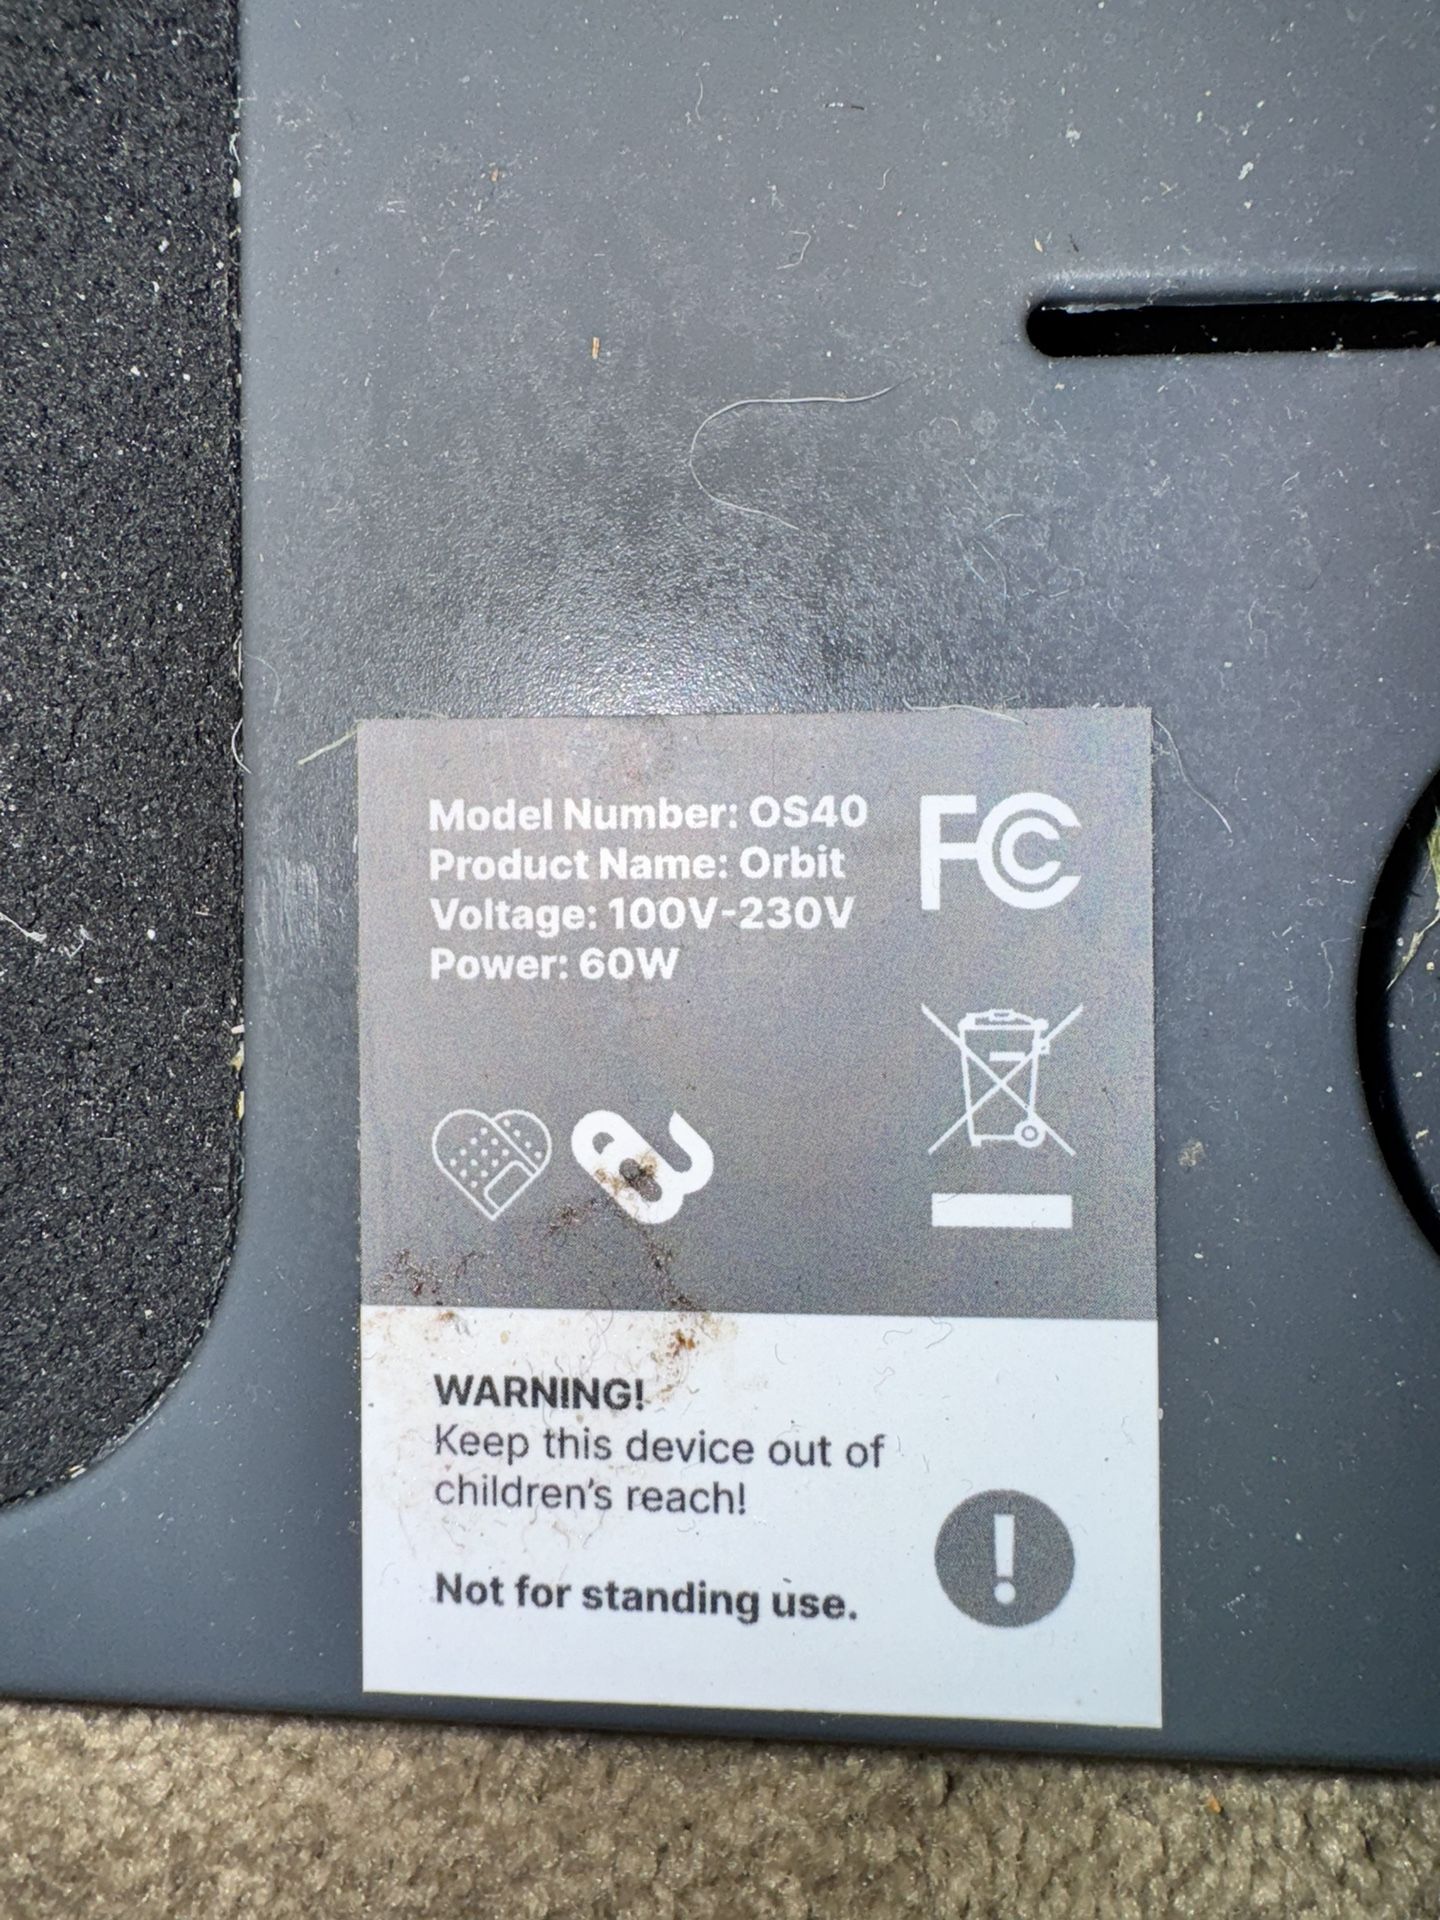 Model Number: OS40
Product Name: Orbit
Voltage: 100V-230V
Power: 60W
FC
WARNING!
Keep this device out of
children's reach!
Not for standing use.
!